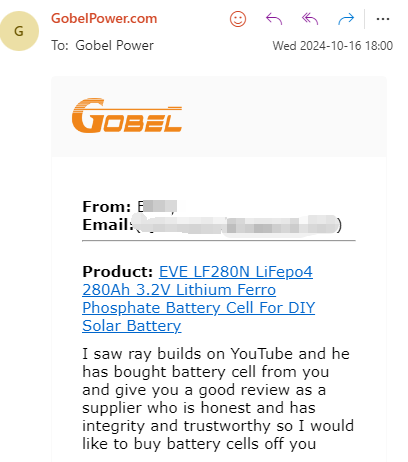 GobelPower.com
G
To: Gobel Power
Wed 2024-10-16 18:00
GOBEL
From:
Email:
Product: EVE LF280N LiFepo4
280Ah 3.2V Lithium Ferro
Phosphate Battery Cell For DIY
Solar Battery
I saw ray builds on YouTube and he
has bought battery cell from you
and give you a good review as a
supplier who is honest and has
integrity and trustworthy so I would
like to buy battery cells off you